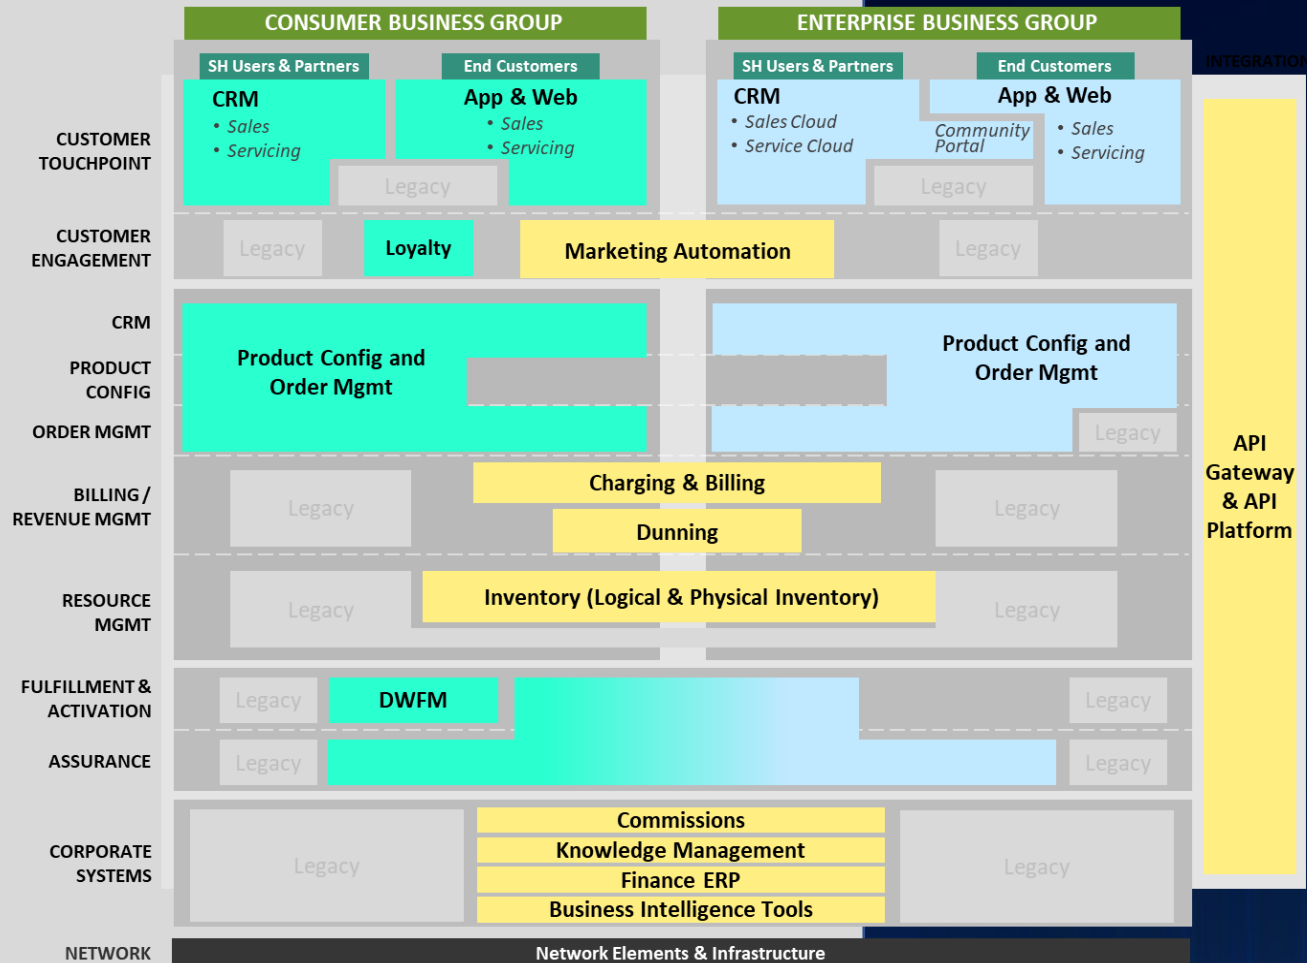 CONSUMER BUSINESS GROUP
ENTERPRISE BUSINESS GROUP
SH Users & Partners
End Customers
SH Users & Partners
End Customers
INTEGRATION
CUSTOMER
TOUCHPOINT
CRM
• Sales
• Servicing
App & Web
• Sales
• Servicing
Legacy
CRM
• Sales Cloud
• Service Cloud
Community
Portal
App & Web
• Sales
• Servicing
Legacy
CUSTOMER
ENGAGEMENT
Legacy
Loyalty
Marketing Automation
Legacy
CRM
PRODUCT
CONFIG
ORDER MGMT
Product Config and
Order Mgmt
Product Config and
Order Mgmt
Legacy
API
Gateway
& API
Platform
BILLING /
REVENUE MGMT
Legacy
Charging & Billing
Dunning
Legacy
RESOURCE
MGMT
Legacy
Inventory (Logical & Physical Inventory)
Legacy
FULFILLMENT &
ACTIVATION
Legacy
DWFM
Legacy
ASSURANCE
Legacy
Legacy
CORPORATE
SYSTEMS
Legacy
Commissions
Knowledge Management
Finance ERP
Business Intelligence Tools
Legacy
NETWORK
Network Elements & Infrastructure